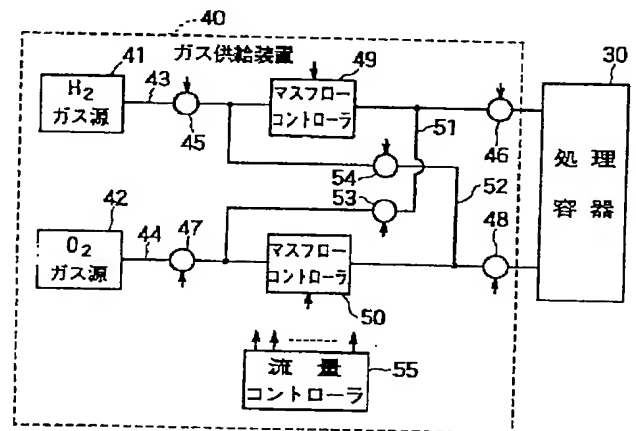 40
ガス供給装置
41
H2
ガス源
43
45
49
マスフロー
コントローラ
51
46
30
処理
容器
54
53
52
42
O2
ガス源
44
47
マスフロー
コントローラ
50
48
流量
コントローラ
55